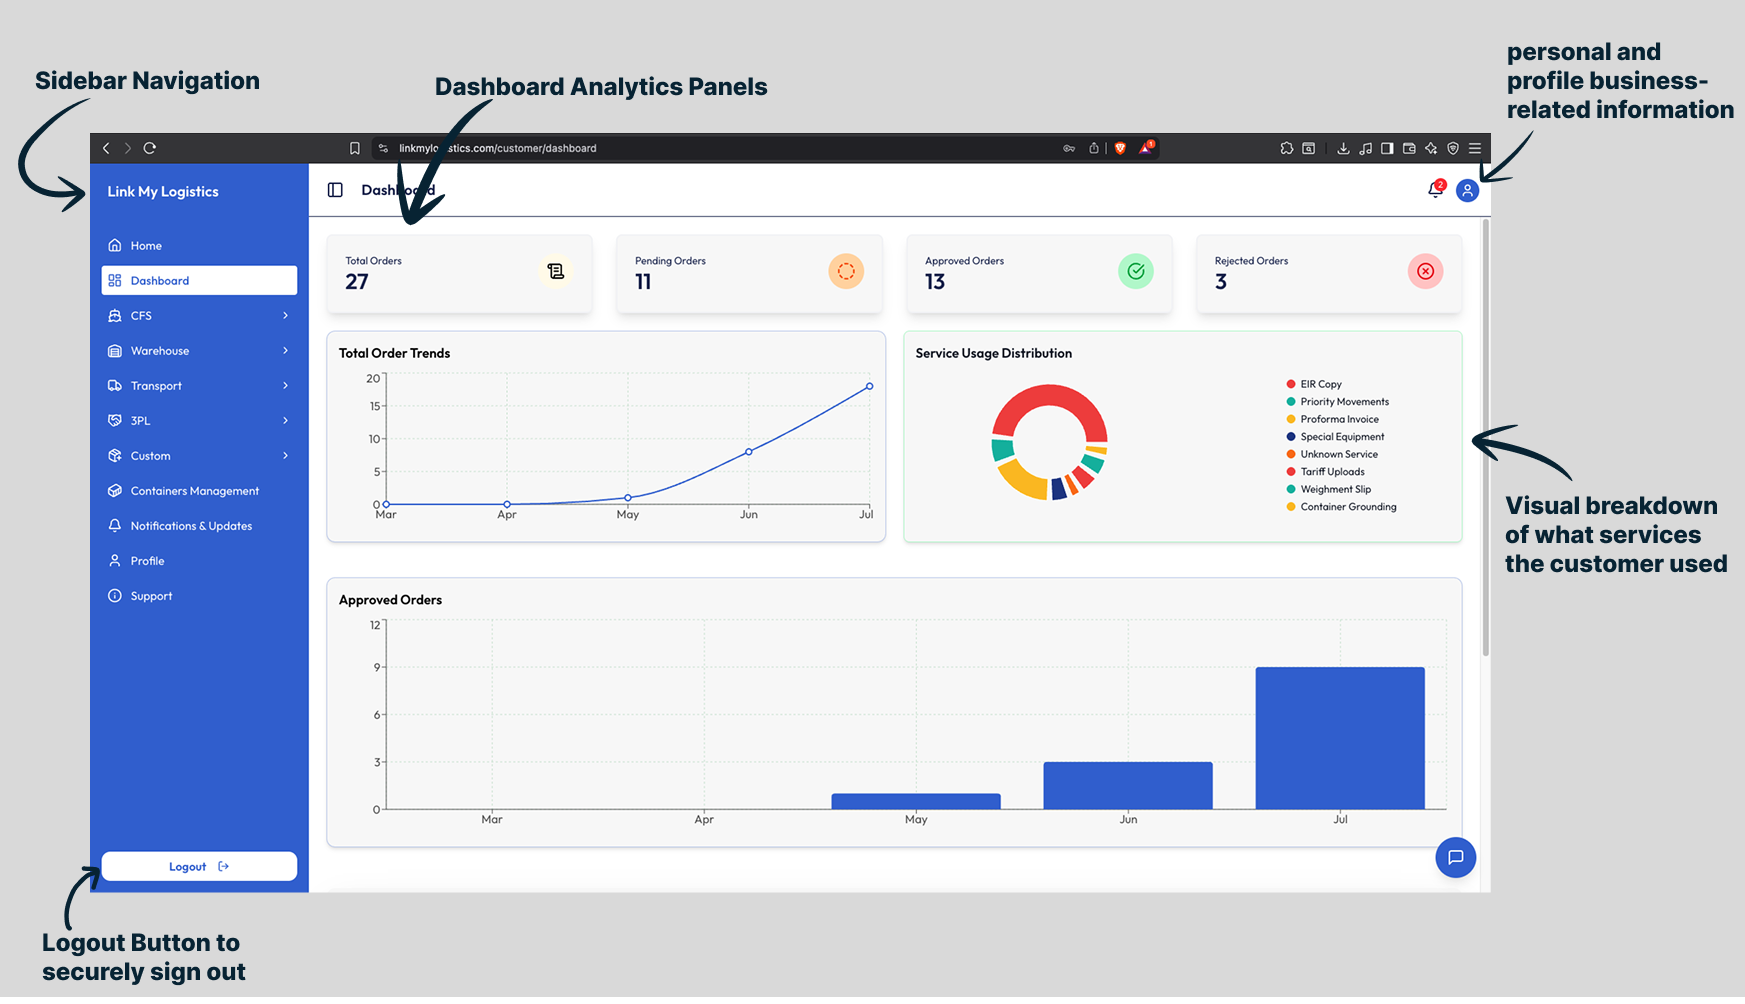 Sidebar Navigation
Dashboard Analytics Panels
personal and
profile business-
related information
linkmylogistics.com/customer/dashboard
1
Link My Logistics
Dashboard
2
Home
Dashboard
CFS
Warehouse
Transport
3PL
Custom
Containers Management
Notifications & Updates
Profile
Support
Logout
Total Orders
27
Pending Orders
11
Approved Orders
13
Rejected Orders
3
Total Order Trends
20
15
10
5
0
Mar
Apr
May
Jun
Jul
Service Usage Distribution
EIR Copy
Priority Movements
Proforma Invoice
Special Equipment
Unknown Service
Tariff Uploads
Weighment Slip
Container Grounding
Visual breakdown
of what services
the customer used
Approved Orders
12
9
6
3
0
Mar
Apr
May
Jun
Jul
Logout Button to
securely sign out